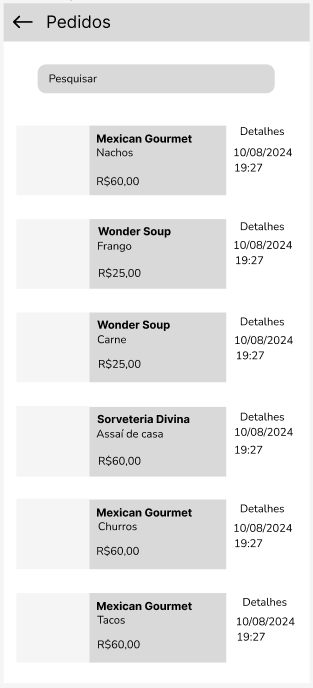 ← Pedidos
Pesquisar
Mexican Gourmet
Nachos
R$60,00
Detalhes
10/08/2024
19:27
Wonder Soup
Frango
R$25,00
Detalhes
10/08/2024
19:27
Wonder Soup
Carne
R$25,00
Detalhes
10/08/2024
19:27
Sorveteria Divina
Assaí de casa
R$60,00
Detalhes
10/08/2024
19:27
Mexican Gourmet
Churros
R$60,00
Detalhes
10/08/2024
19:27
Mexican Gourmet
Tacos
R$60,00
Detalhes
10/08/2024
19:27